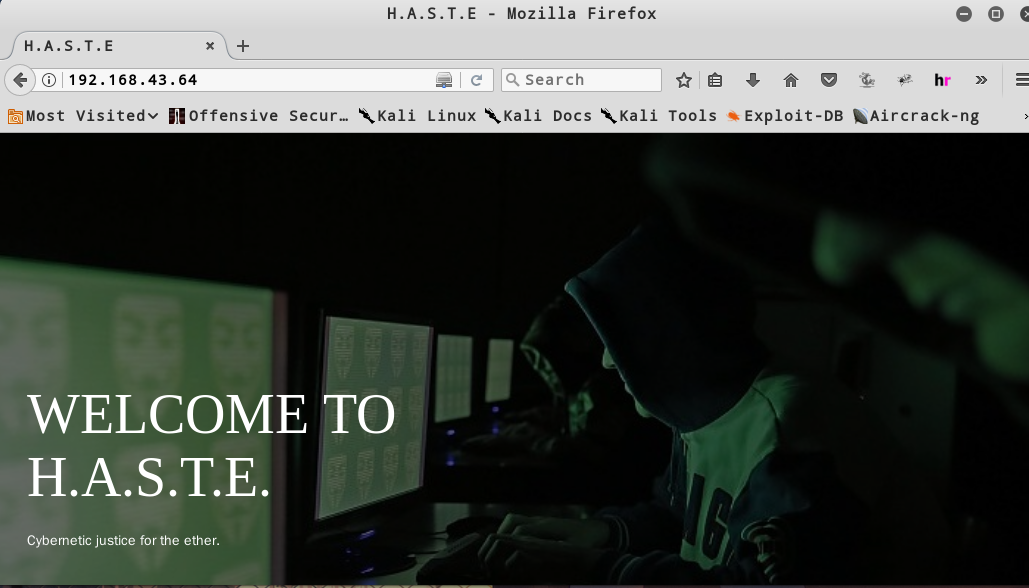 H.A.S.T.E - Mozilla Firefox
H.A.S.T.E
192.168.43.64
Search
hr
Most Visited
Offensive Secur…
Kali Linux
Kali Docs
Kali Tools
Exploit-DB
Aircrack-ng
WELCOME TO
H.A.S.T.E.
Cybernetic justice for the ether.
16